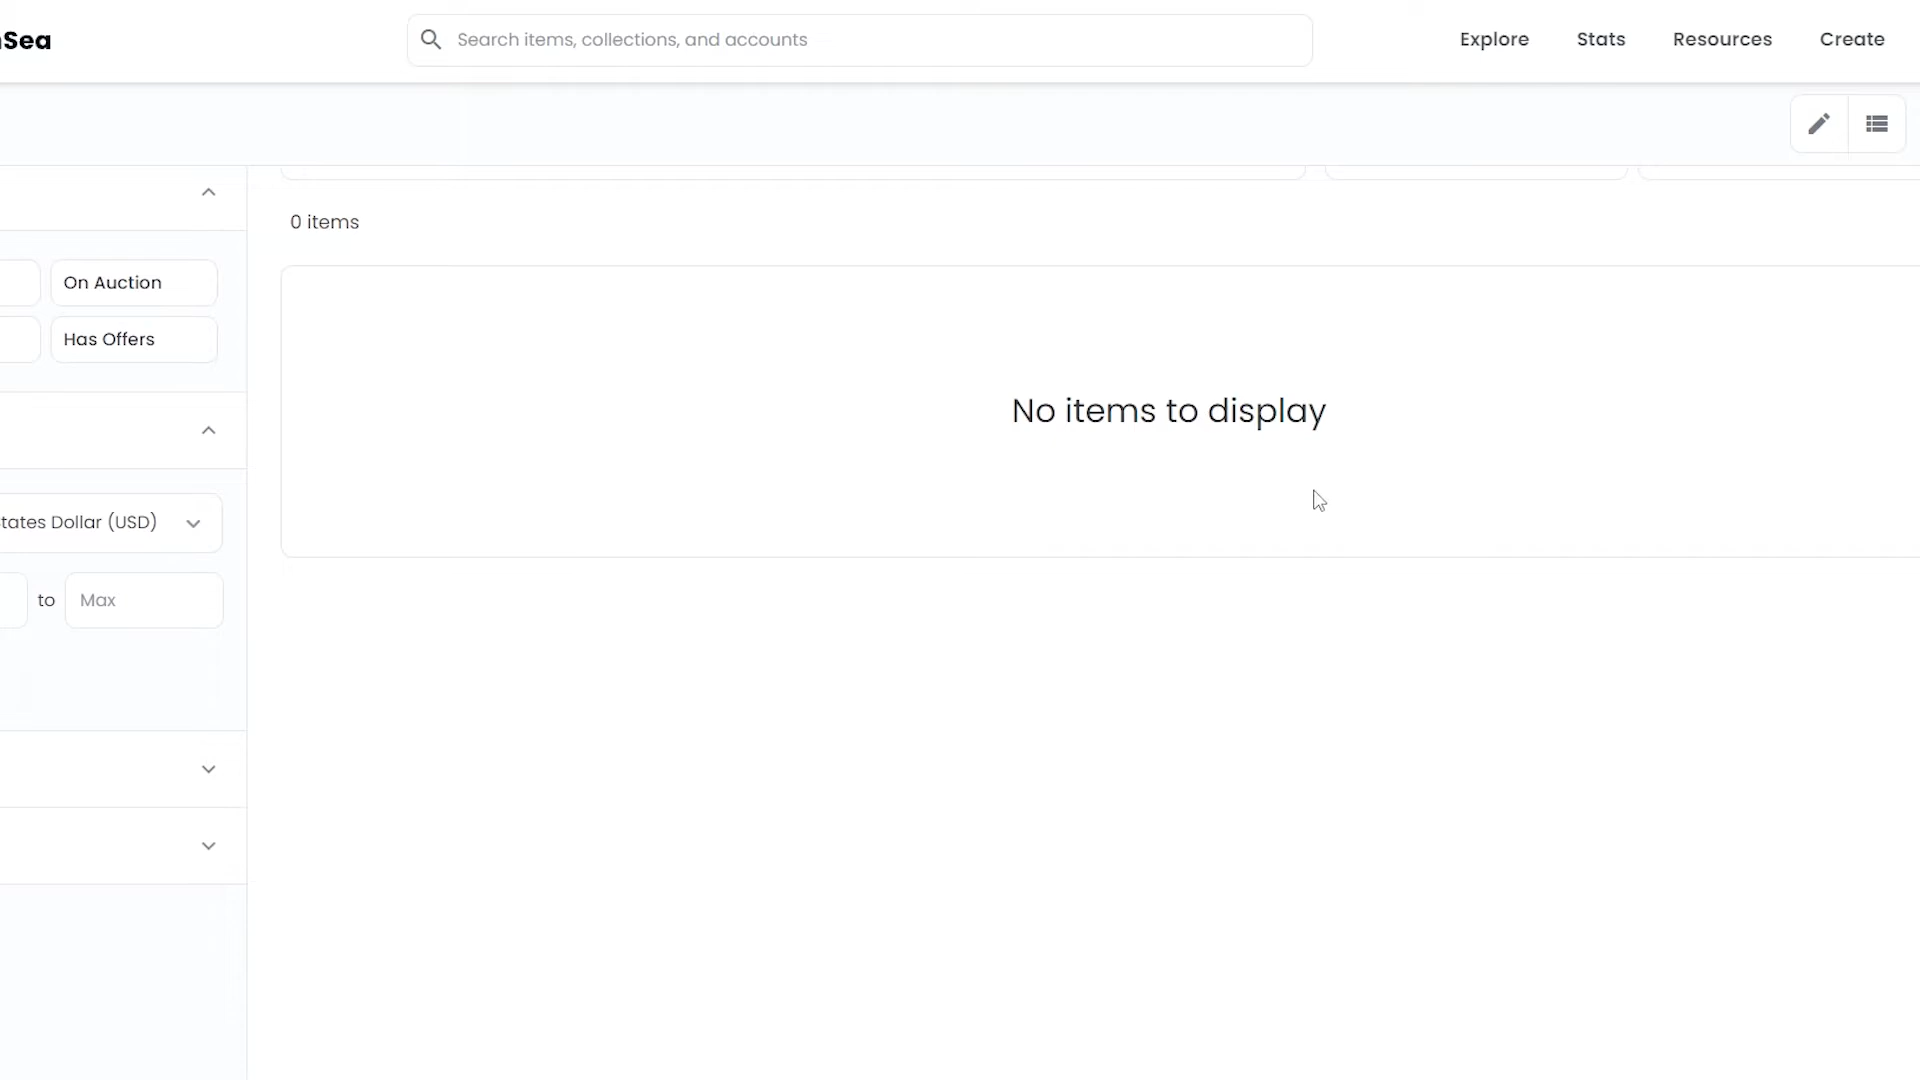 nSea
Search items, collections, and accounts
Explore
Stats
Resources
Create
0 items
On Auction
Has Offers
No items to display
tates Dollar (USD)
to
Max